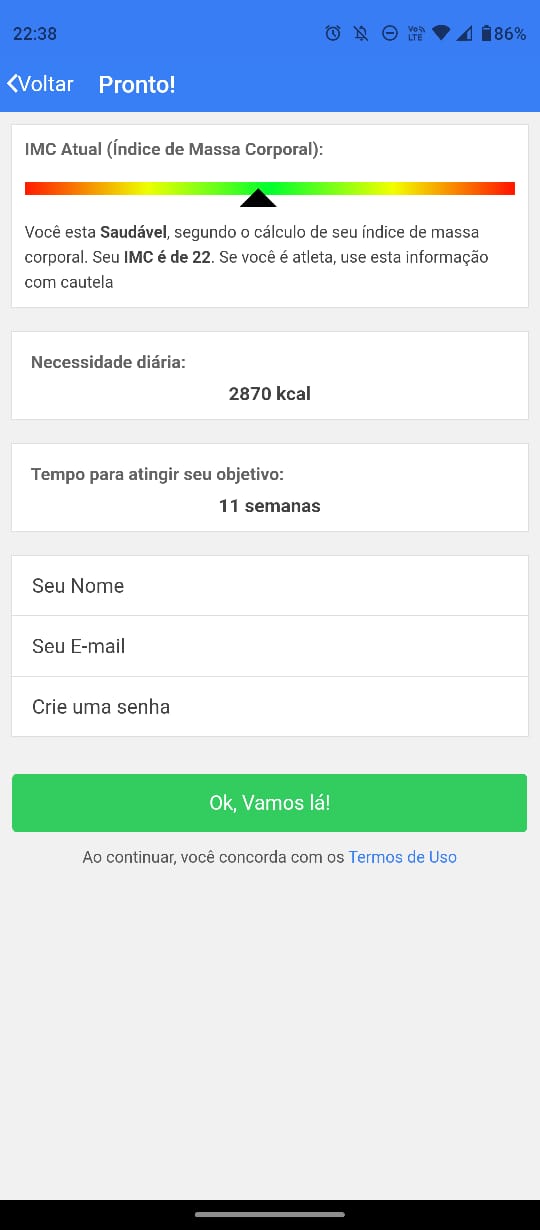 22:38
Vo
LTE
86%
Voltar
Pronto!
IMC Atual (Índice de Massa Corporal):
Você esta Saudável, segundo o cálculo de seu índice de massa
corporal. Seu IMC é de 22. Se você é atleta, use esta informação
com cautela
Necessidade diária:
2870 kcal
Tempo para atingir seu objetivo:
11 semanas
Seu Nome
Seu E-mail
Crie uma senha
Ok, Vamos lá!
Ao continuar, você concorda com os Termos de Uso